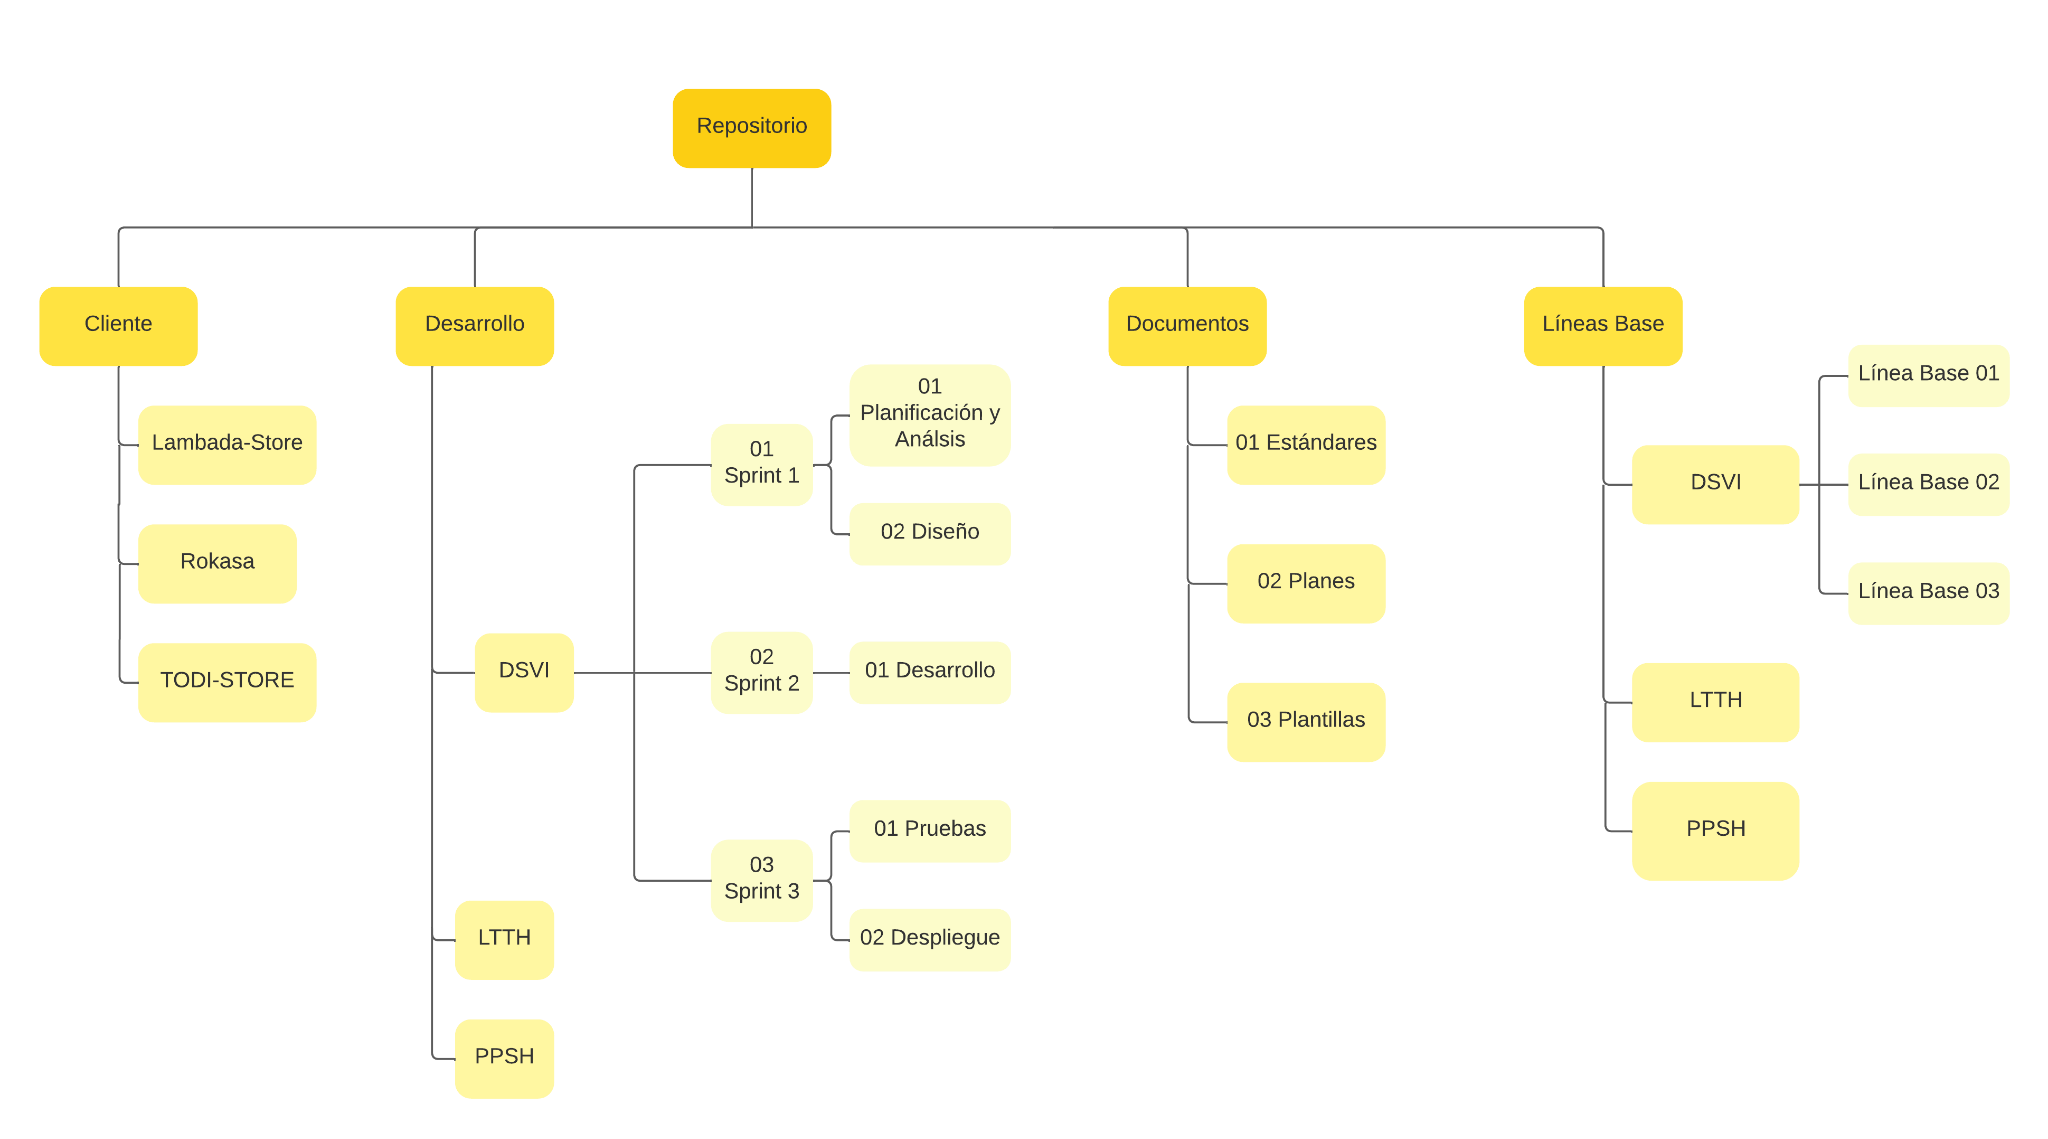 Repositorio
Cliente
Lambada-Store
Rokasa
TODI-STORE
Desarrollo
DSVI
01
Sprint 1
01
Planificación y
Análsis
02 Diseño
02
Sprint 2
01 Desarrollo
03
Sprint 3
01 Pruebas
02 Despliegue
LTTH
PPSH
Documentos
01 Estándares
02 Planes
03 Plantillas
Líneas Base
DSVI
Línea Base 01
Línea Base 02
Línea Base 03
LTTH
PPSH